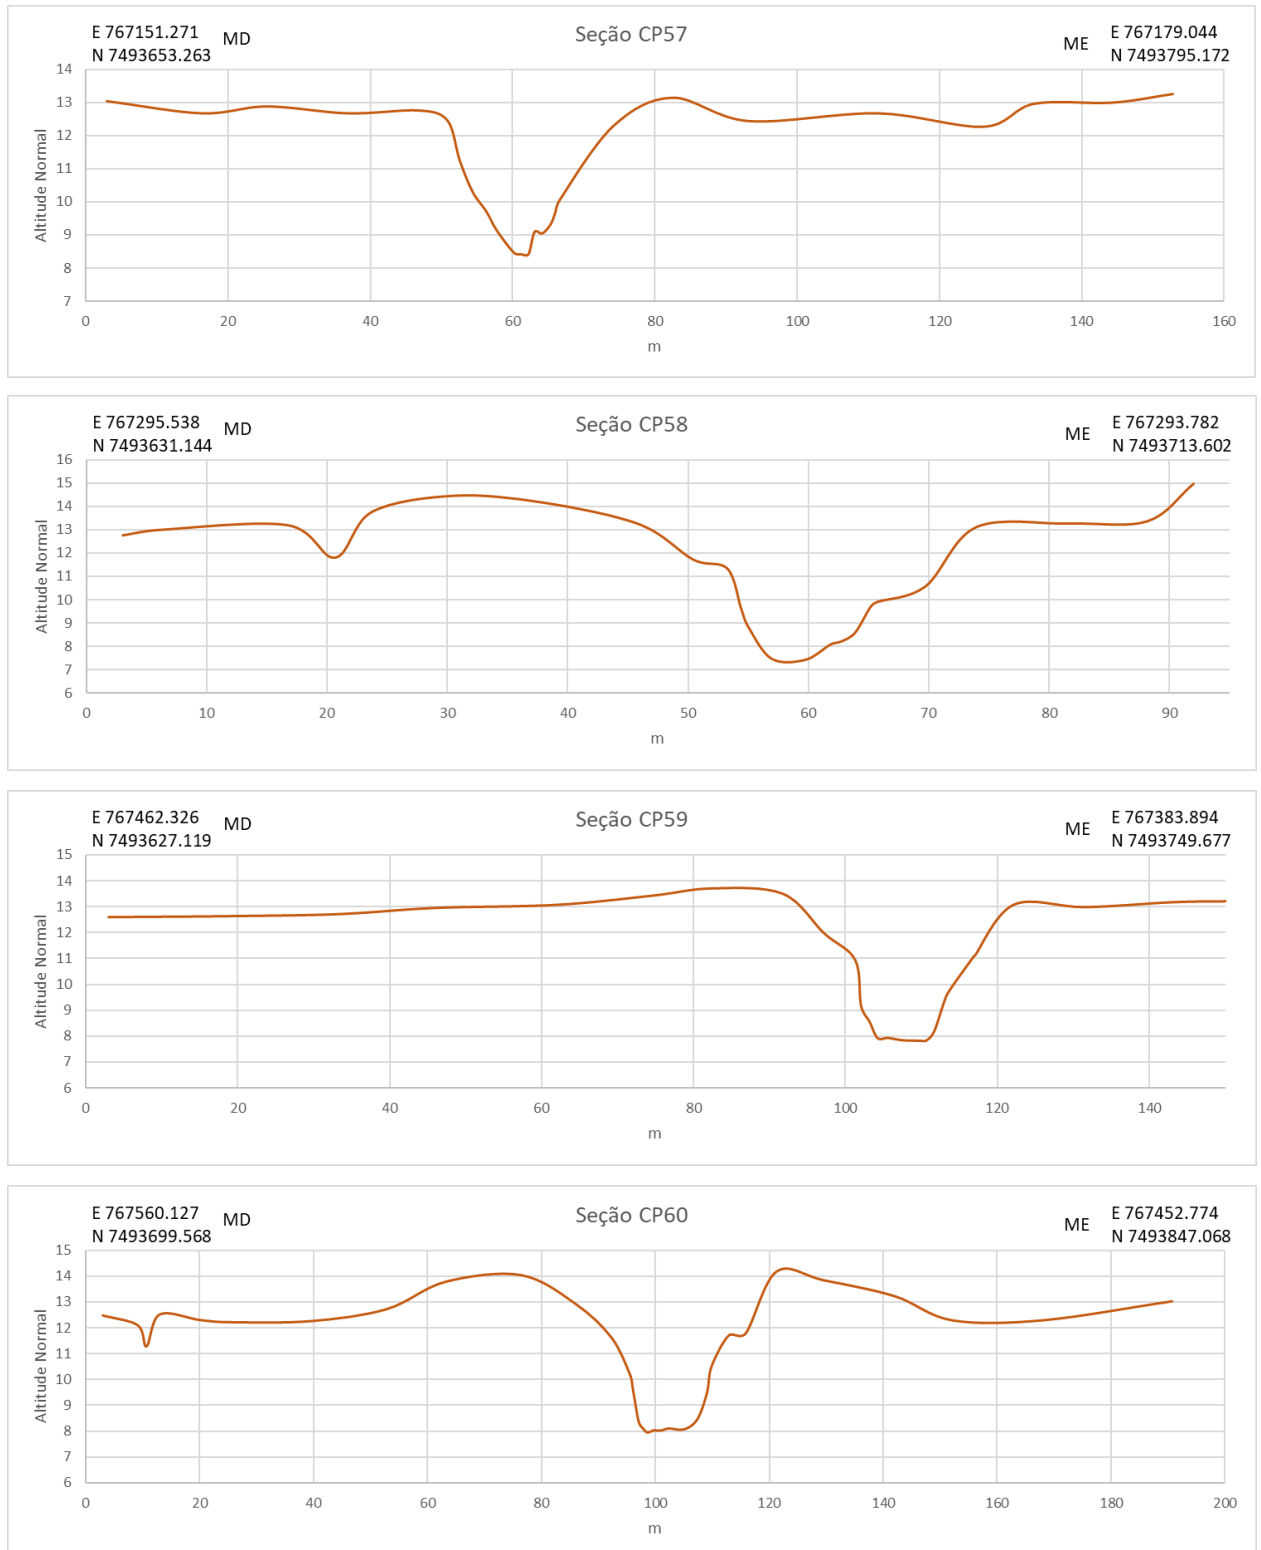 E 767151.271
N 7493653.263
MD
Seção CP57
ME
E 767179.044
N 7493795.172
14
13
12
11
10
9
8
7
Altitude Normal
0 20 40 60 80 100 120 140 160
m
E 767295.538
N 7493631.144
MD
Seção CP58
ME
E 767293.782
N 7493713.602
16
15
14
13
12
11
10
9
8
7
6
Altitude Normal
0 10 20 30 40 50 60 70 80 90
m
E 767462.326
N 7493627.119
MD
Seção CP59
ME
E 767383.894
N 7493749.677
15
14
13
12
11
10
9
8
7
6
Altitude Normal
0 20 40 60 80 100 120 140
m
E 767560.127
N 7493699.568
MD
Seção CP60
ME
E 767452.774
N 7493847.068
15
14
13
12
11
10
9
8
7
6
Altitude Normal
0 20 40 60 80 100 120 140 160 180 200
m